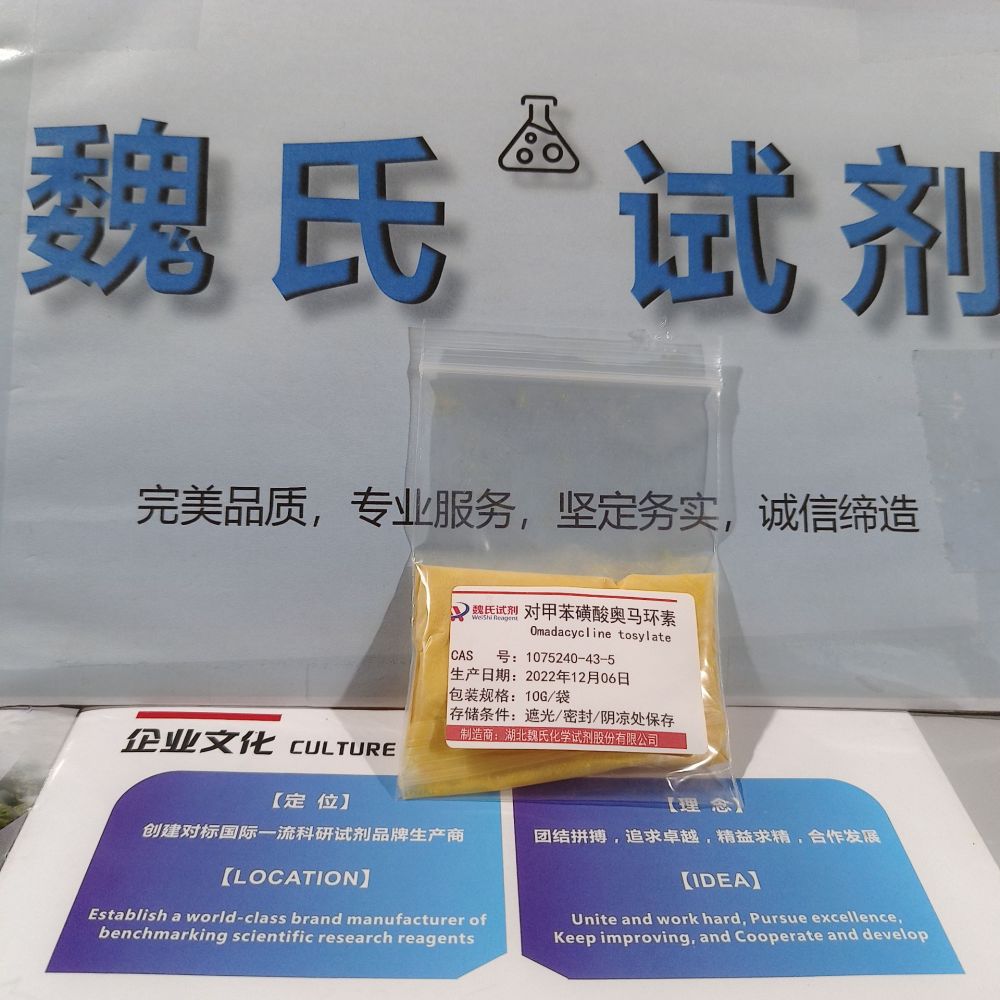 魏氏试剂
完美品质，专业服务，坚定务实，诚信缔造
魏氏试剂
WeiShi Reagent
对甲苯磺酸奥马环素
Omadacycline tosylate
CAS 号：1075240-43-5
生产日期：2022年12月06日
包装规格：10G/袋
存储条件：遮光/密封/阴凉处保存
制造商：湖北魏氏化学试剂股份有限公司
企业文化 CULTURE
【定 位】
创建对标国际一流科研试剂品牌生产商
【LOCATION】
Establish a world-class brand manufacturer of
benchmarking scientific research reagents
【理 念】
团结拼搏，追求卓越，精益求精，合作发展
【IDEA】
Unite and work hard, Pursue excellence,
Keep improving, and Cooperate and develop